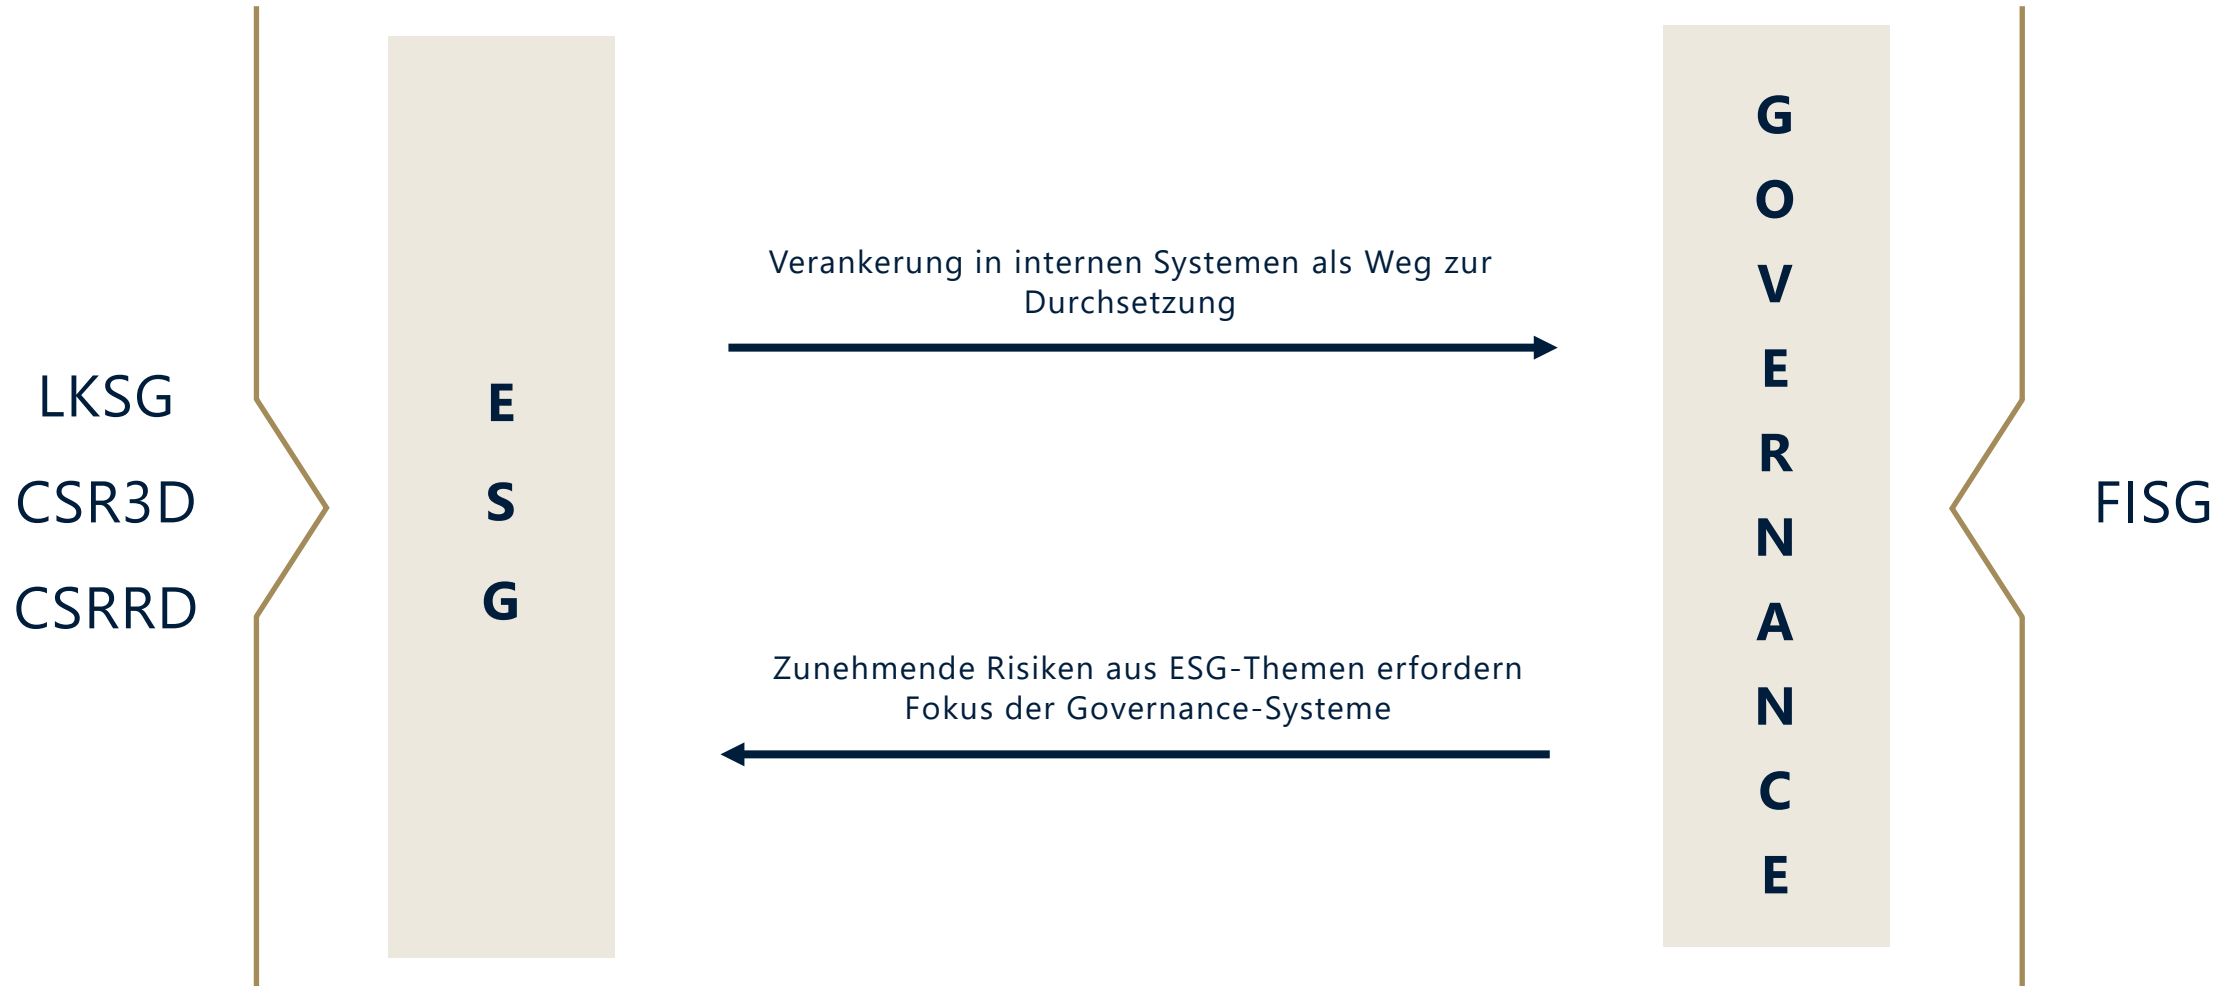 LKSG
CSR3D
CSRRD
E
S
G
Verankerung in internen Systemen als Weg zur
Durchsetzung
Zunehmende Risiken aus ESG-Themen erfordern
Fokus der Governance-Systeme
G
O
V
E
R
N
A
N
C
E
FISG